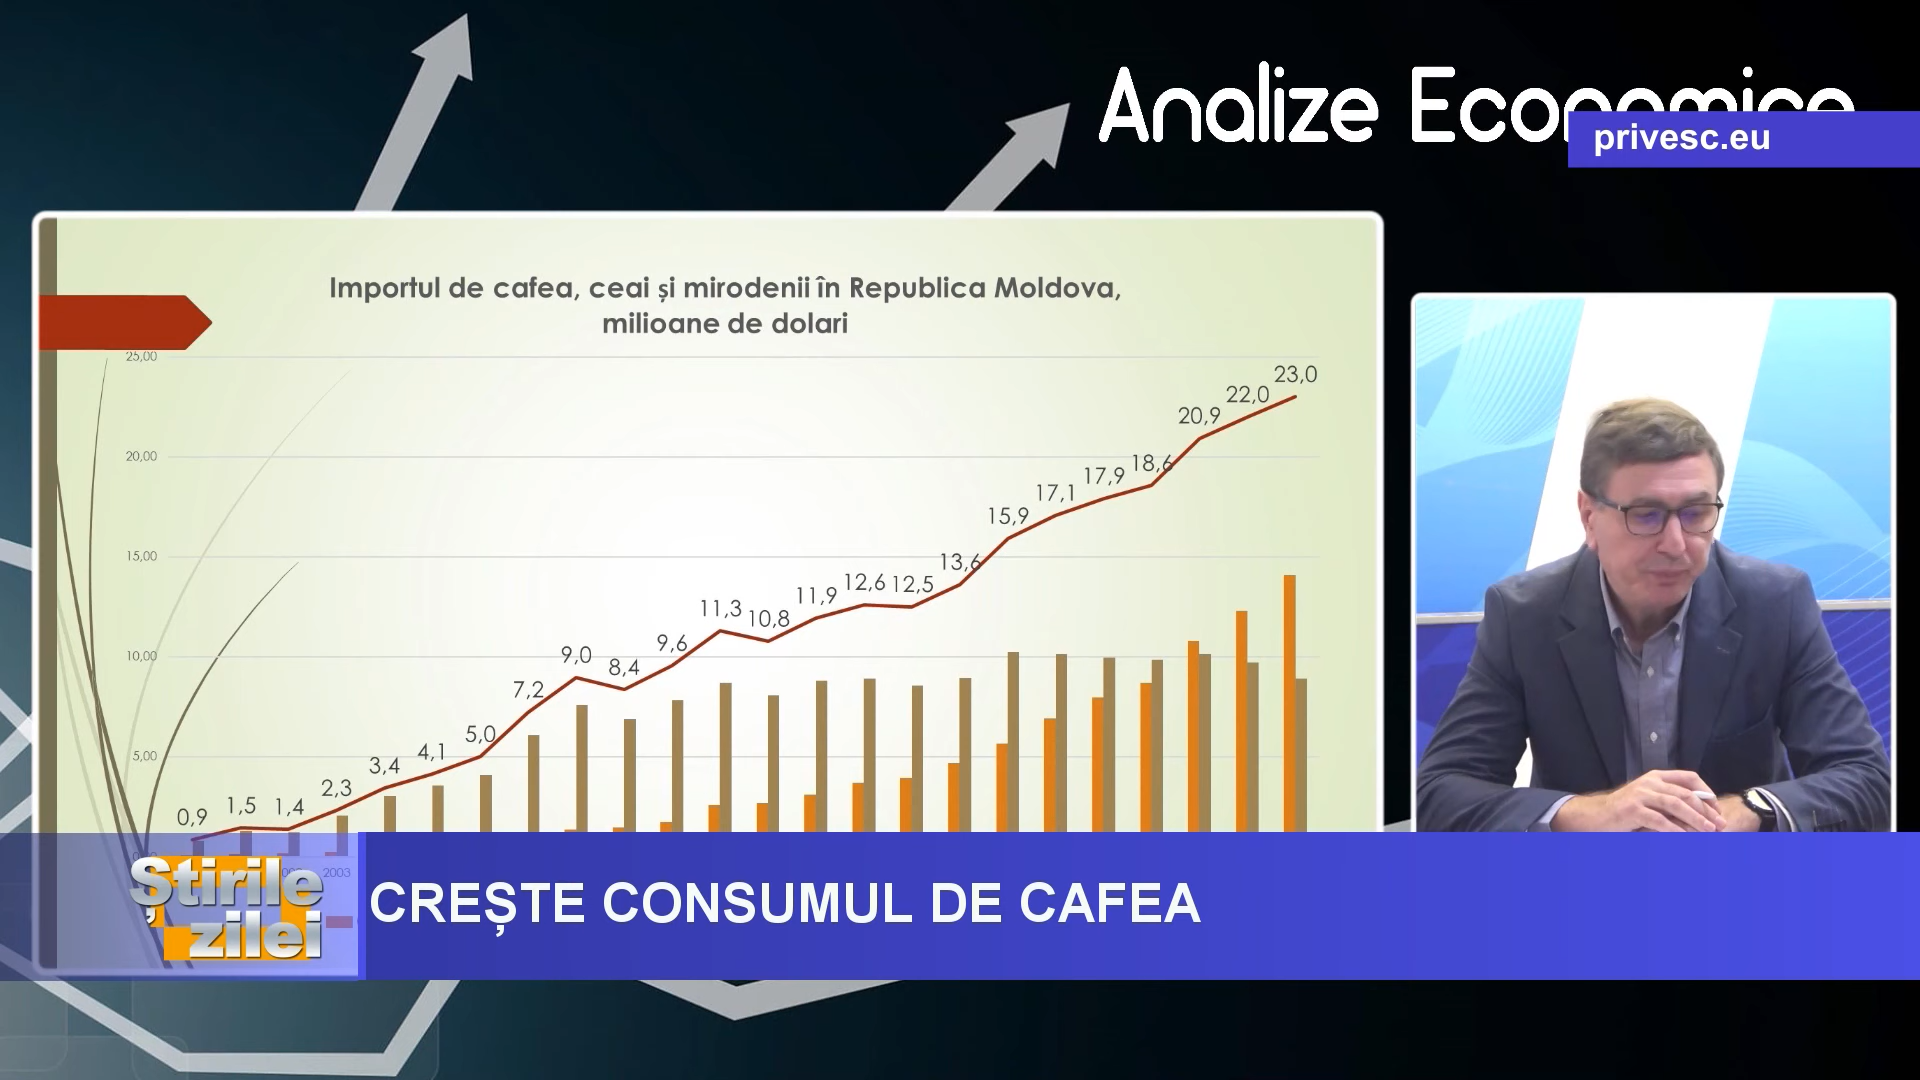 Analize Economice
privesc.eu
Importul de cafea, ceai și mirodenii în Republica Moldova,
milioane de dolari
25,00
20,00
15,00
10,00
5,00
0,9 1,5 1,4 2,3 3,4 4,1 5,0 7,2 9,0 8,4 9,6 11,3 10,8 11,9 12,6 12,5 13,6 15,9 17,1 17,9 18,6 20,9 22,0 23,0
2003
Știrile
zilei
CREȘTE CONSUMUL DE CAFEA